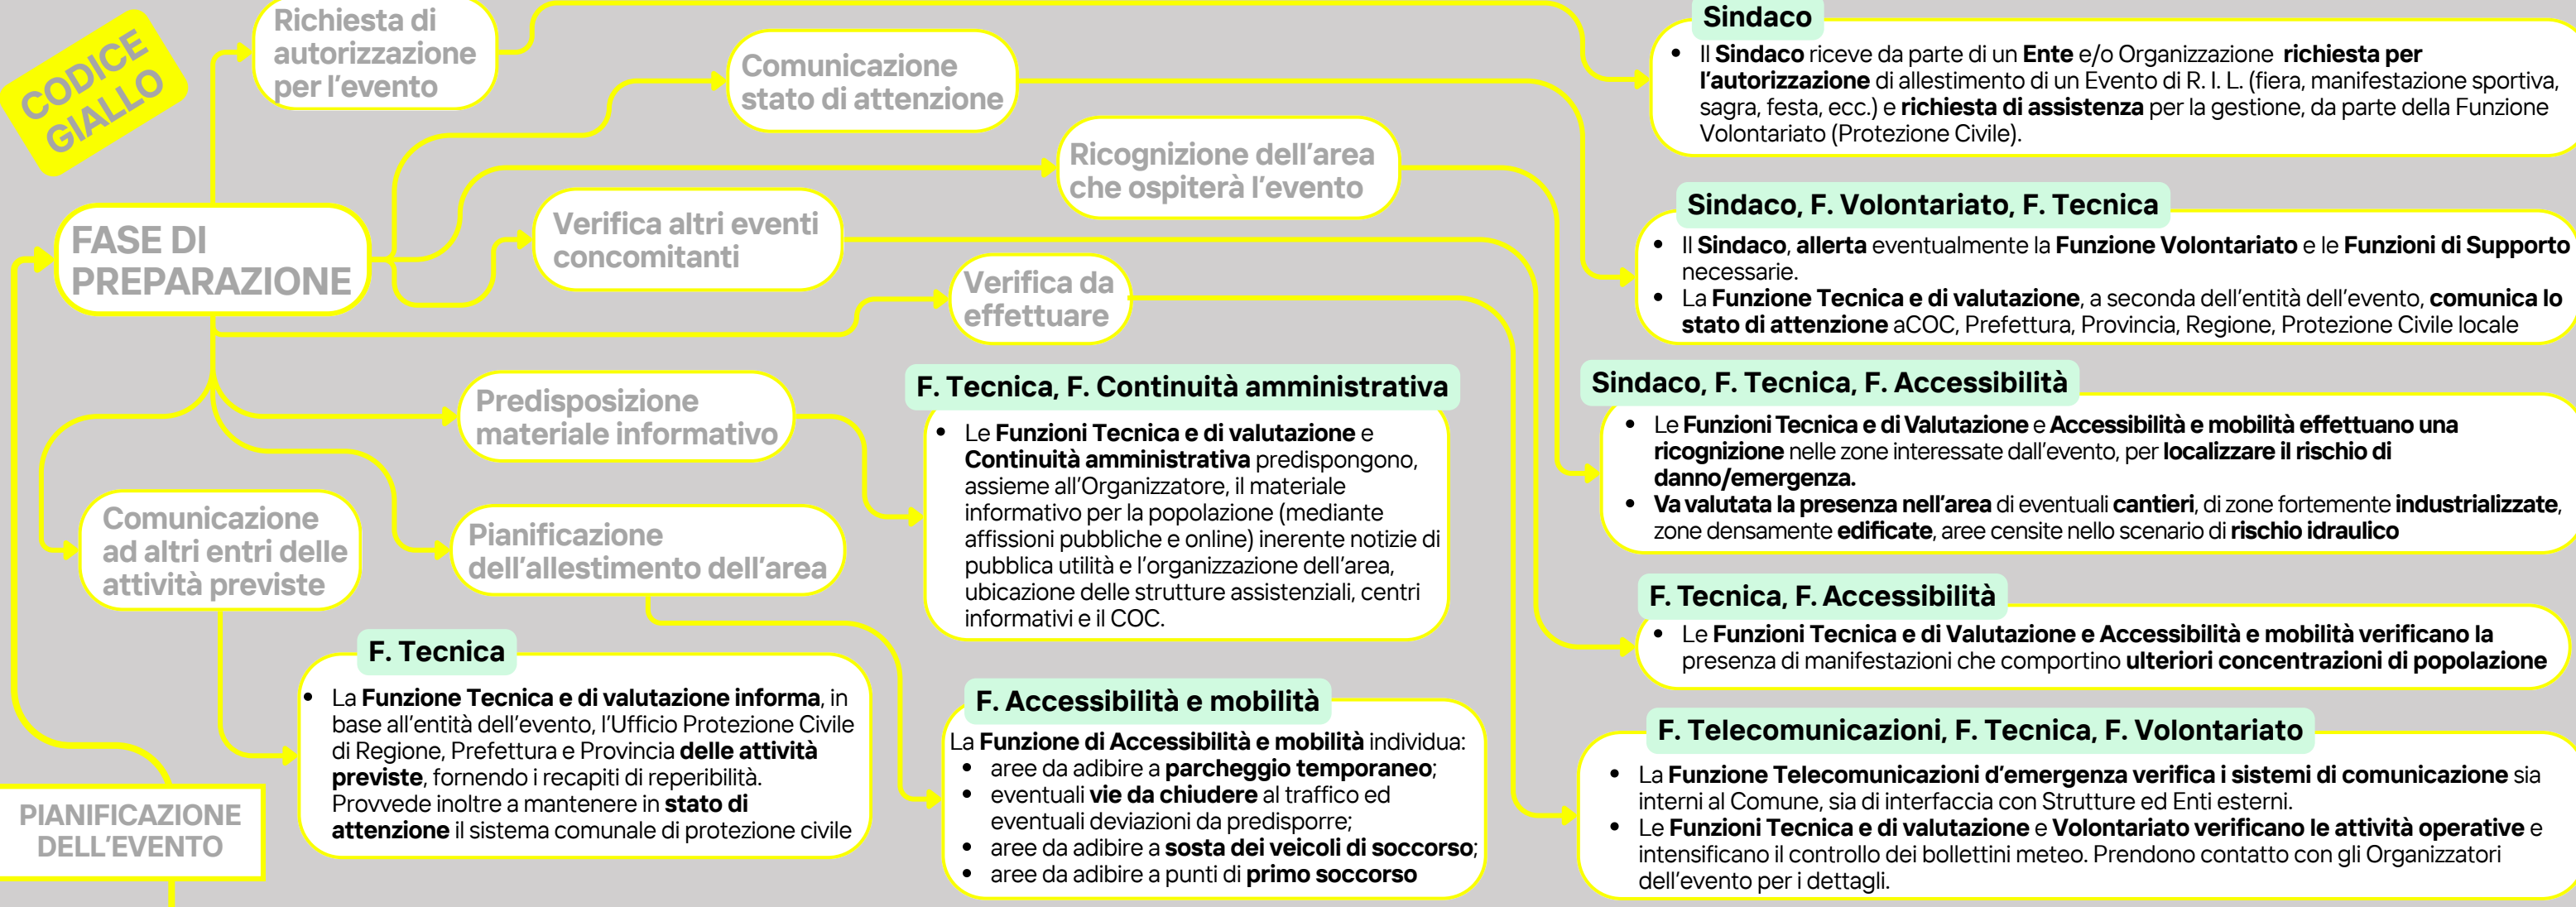 CODICE
GIALLO
Richiesta di
autorizzazione
per l'evento
Comunicazione
stato di attenzione
Ricognizione dell'area
che ospiterà l'evento
FASE DI
PREPARAZIONE
Verifica altri eventi
concomitanti
Verifica da
effettuare
Predisposizione
materiale informativo
Comunicazione
ad altri entri delle
attività previste
Pianificazione
dell'allestimento dell'area
PIANIFICAZIONE
DELL'EVENTO
F. Tecnica
• La Funzione Tecnica e di valutazione informa, in
base all'entità dell'evento, l'Ufficio Protezione Civile
di Regione, Prefettura e Provincia delle attività
previste, fornendo i recapiti di reperibilità.
Provvede inoltre a mantenere in stato di
attenzione il sistema comunale di protezione civile
F. Tecnica, F. Continuità amministrativa
• Le Funzioni Tecnica e di valutazione e
Continuità amministrativa predispongono,
assieme all'Organizzatore, il materiale
informativo per la popolazione (mediante
affissioni pubbliche e online) inerente notizie di
pubblica utilità e l'organizzazione dell'area,
ubicazione delle strutture assistenziali, centri
informativi e il COC.
F. Accessibilità e mobilità
La Funzione di Accessibilità e mobilità individua:
• aree da adibire a parcheggio temporaneo;
• eventuali vie da chiudere al traffico ed
eventuali deviazioni da predisporre;
• aree da adibire a sosta dei veicoli di soccorso;
• aree da adibire a punti di primo soccorso
Sindaco
• Il Sindaco riceve da parte di un Ente e/o Organizzazione richiesta per
l'autorizzazione di allestimento di un Evento di R. I. L. (fiera, manifestazione sportiva,
sagra, festa, ecc.) e richiesta di assistenza per la gestione, da parte della Funzione
Volontariato (Protezione Civile).
Sindaco, F. Volontariato, F. Tecnica
• Il Sindaco, allerta eventualmente la Funzione Volontariato e le Funzioni di Supporto
necessarie.
• La Funzione Tecnica e di valutazione, a seconda dell'entità dell'evento, comunica lo
stato di attenzione aCOC, Prefettura, Provincia, Regione, Protezione Civile locale
Sindaco, F. Tecnica, F. Accessibilità
• Le Funzioni Tecnica e di Valutazione e Accessibilità e mobilità effettuano una
ricognizione nelle zone interessate dall'evento, per localizzare il rischio di
danno/emergenza.
• Va valutata la presenza nell'area di eventuali cantieri, di zone fortemente industrializzate,
zone densamente edificate, aree censite nello scenario di rischio idraulico
F. Tecnica, F. Accessibilità
• Le Funzioni Tecnica e di Valutazione e Accessibilità e mobilità verificano la
presenza di manifestazioni che comportino ulteriori concentrazioni di popolazione
F. Telecomunicazioni, F. Tecnica, F. Volontariato
• La Funzione Telecomunicazioni d'emergenza verifica i sistemi di comunicazione sia
interni al Comune, sia di interfaccia con Strutture ed Enti esterni.
• Le Funzioni Tecnica e di valutazione e Volontariato verificano le attività operative e
intensificano il controllo dei bollettini meteo. Prendono contatto con gli Organizzatori
dell'evento per i dettagli.